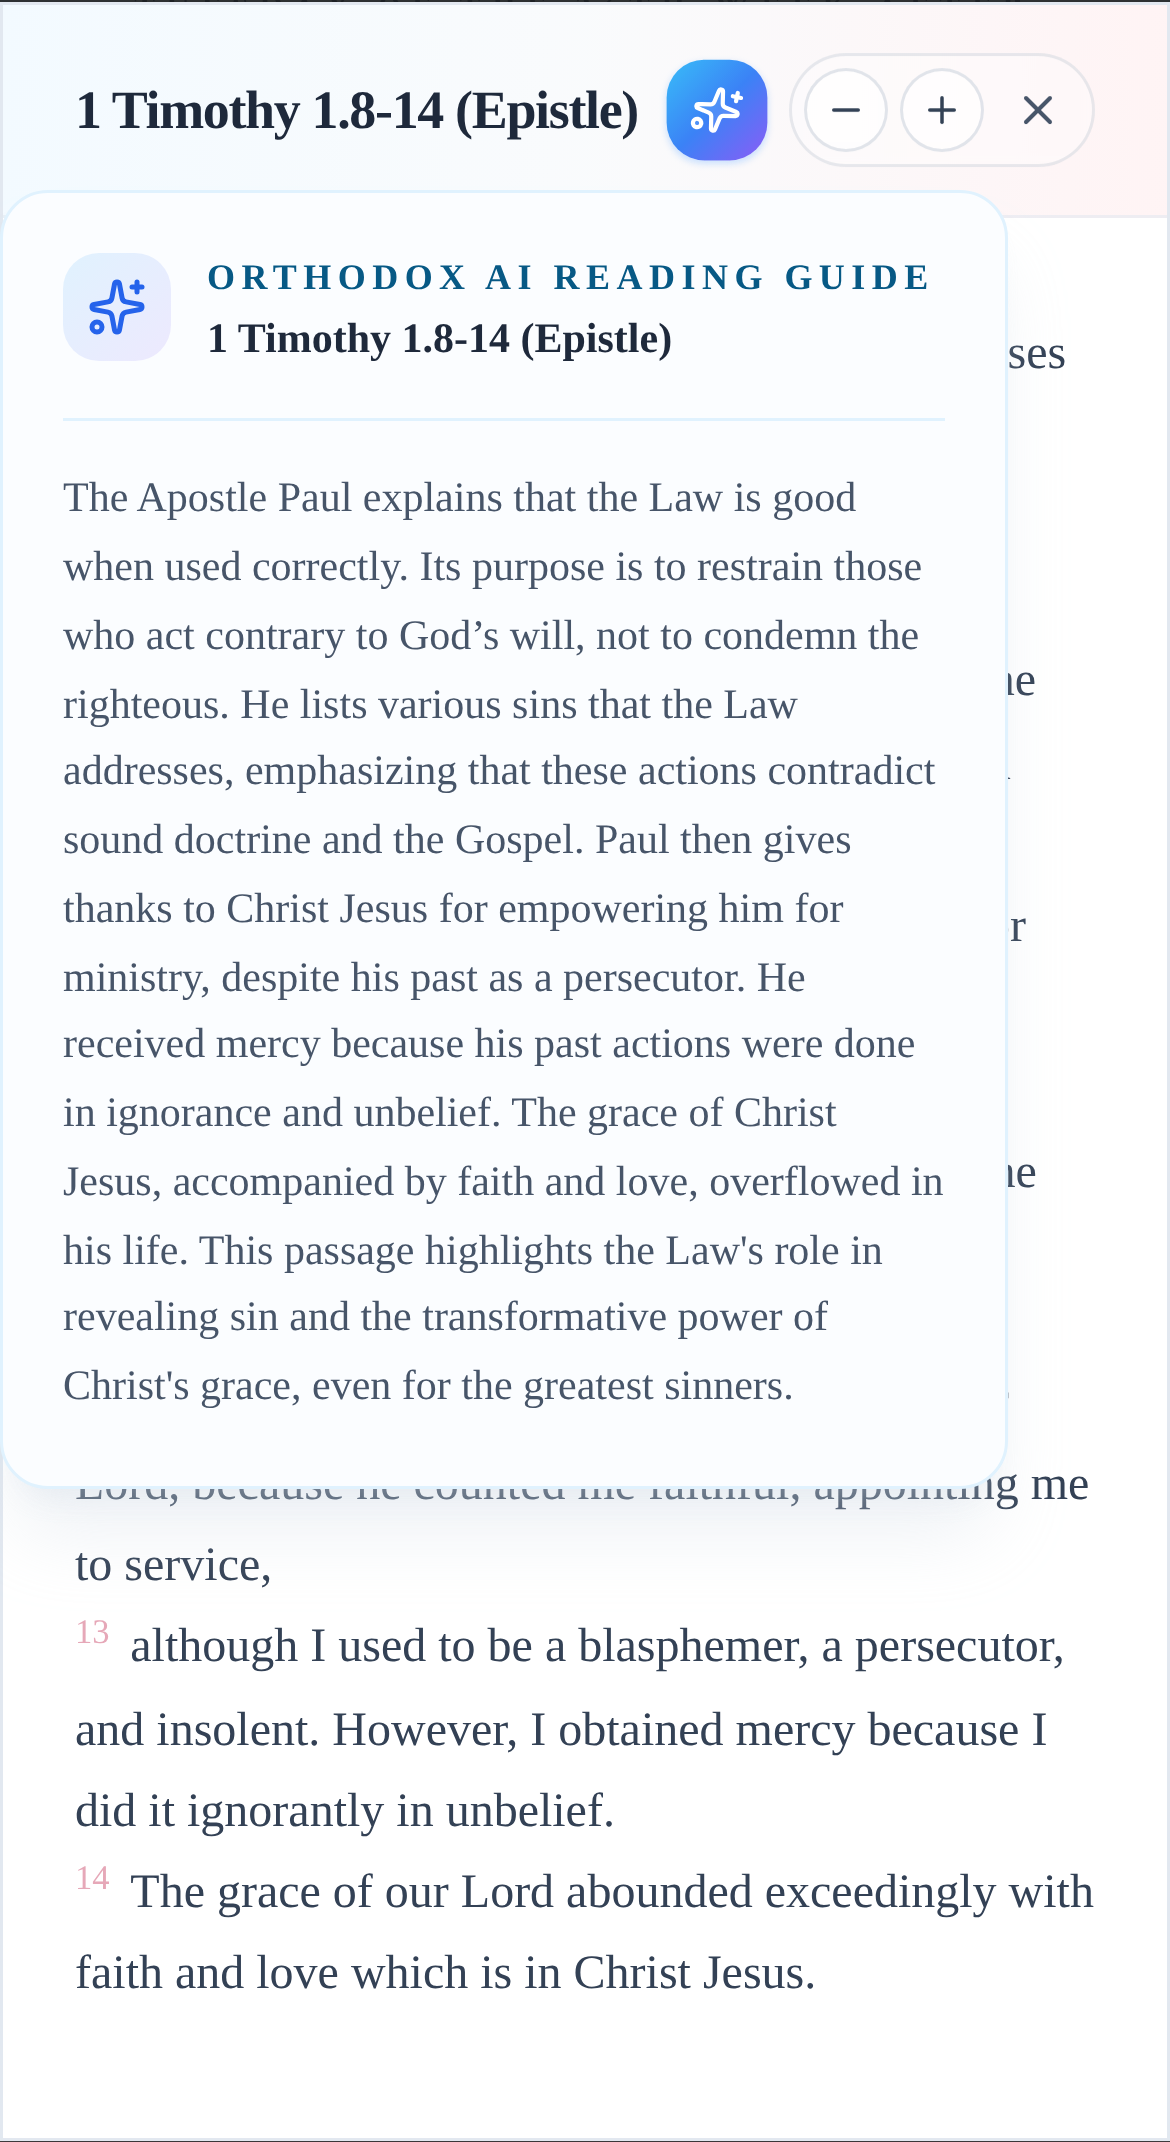 1 Timothy 1.8-14 (Epistle)
ORTHODOX AI READING GUIDE
1 Timothy 1.8-14 (Epistle)
The Apostle Paul explains that the Law is good
when used correctly. Its purpose is to restrain those
who act contrary to God’s will, not to condemn the
righteous. He lists various sins that the Law
addresses, emphasizing that these actions contradict
sound doctrine and the Gospel. Paul then gives
thanks to Christ Jesus for empowering him for
ministry, despite his past as a persecutor. He
received mercy because his past actions were done
in ignorance and unbelief. The grace of Christ
Jesus, accompanied by faith and love, overflowed in
his life. This passage highlights the Law's role in
revealing sin and the transformative power of
Christ's grace, even for the greatest sinners.
Lord, because he counted me faithful, appointing me
to service,
13 although I used to be a blasphemer, a persecutor,
and insolent. However, I obtained mercy because I
did it ignorantly in unbelief.
14 The grace of our Lord abounded exceedingly with
faith and love which is in Christ Jesus.